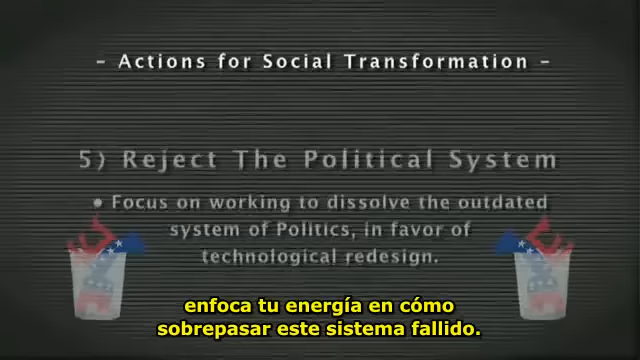 – Actions for Social Transformation –
5) Reject The Political System
● Focus on working to dissolve the outdated
system of Politics, in favor of
technological redesign.
enfoca tu energía en cómo
sobrepasar este sistema fallido.